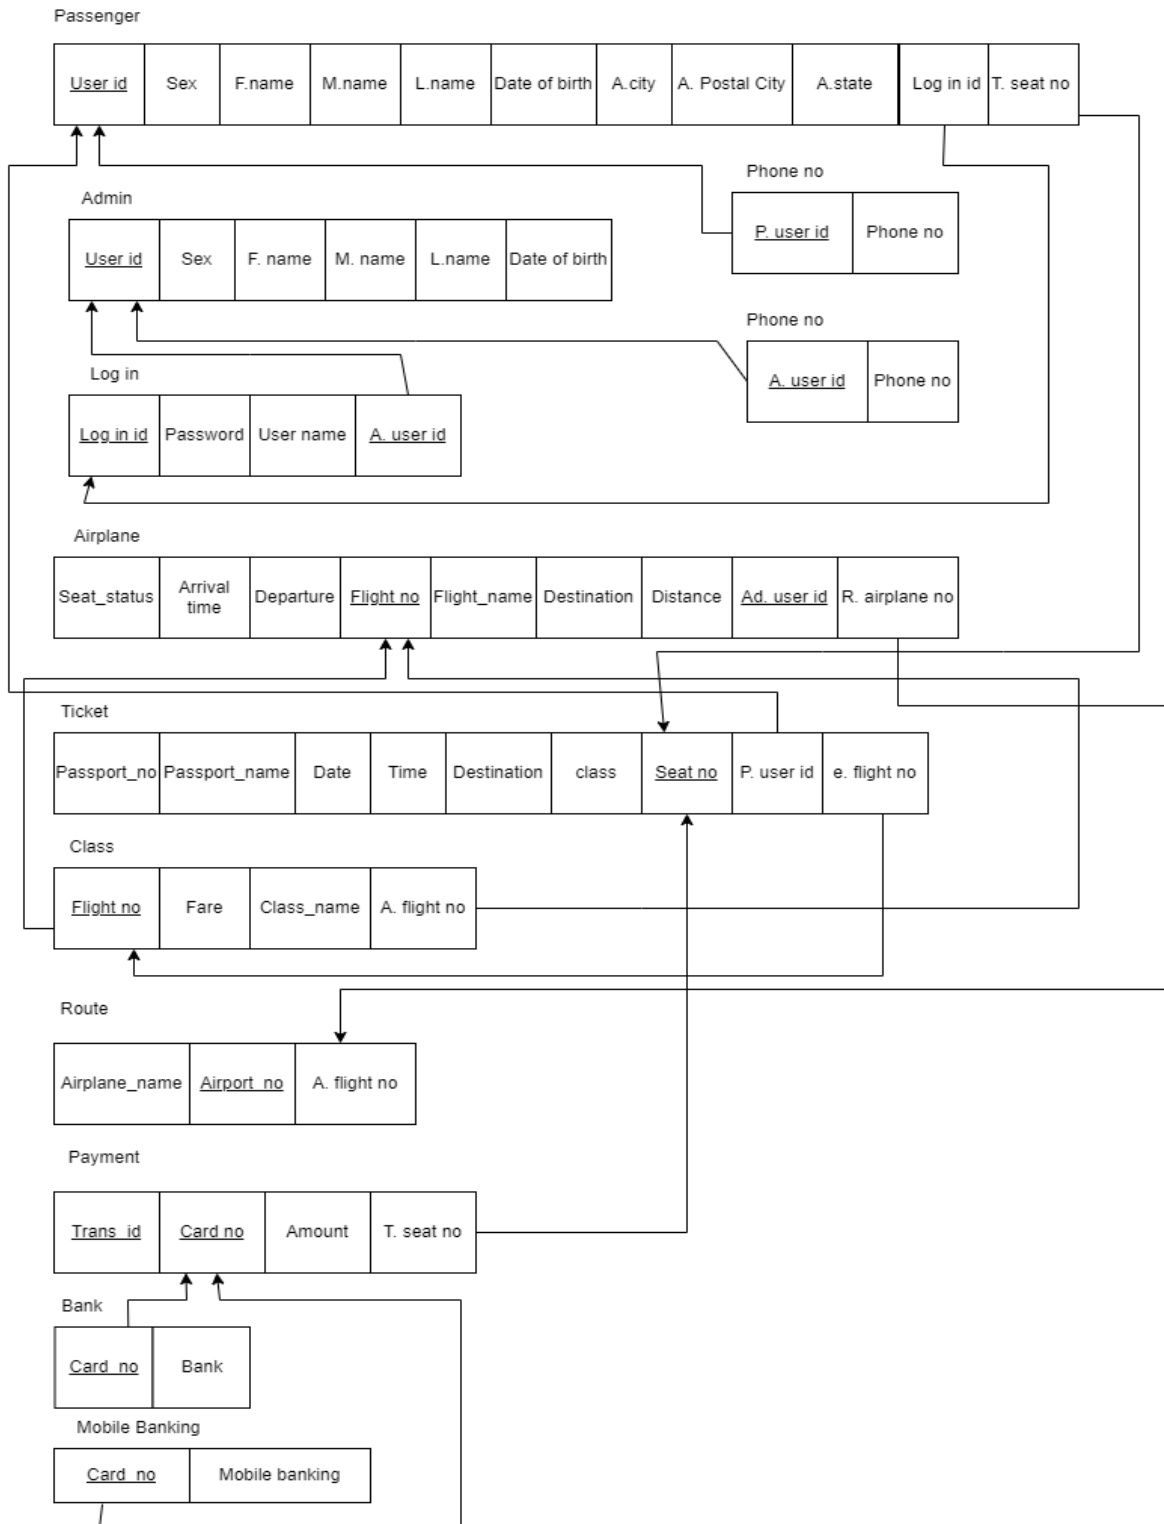 Passenger
User id Sex F.name M.name L.name Date of birth A.city A. Postal City A.state Log in id T. seat no
Phone no
P. user id Phone no
Admin
User id Sex F. name M. name L.name Date of birth
Phone no
A. user id Phone no
Log in
Log in id Password User name A. user id
Airplane
Seat_status Arrival time Departure Flight no Flight_name Destination Distance Ad. user id R. airplane no
Ticket
Passport_no Passport_name Date Time Destination class Seat no P. user id e. flight no
Class
Flight no Fare Class_name A. flight no
Route
Airplane_name Airport_no A. flight no
Payment
Trans_id Card no Amount T. seat no
Bank
Card_no Bank
Mobile Banking
Card_no Mobile banking